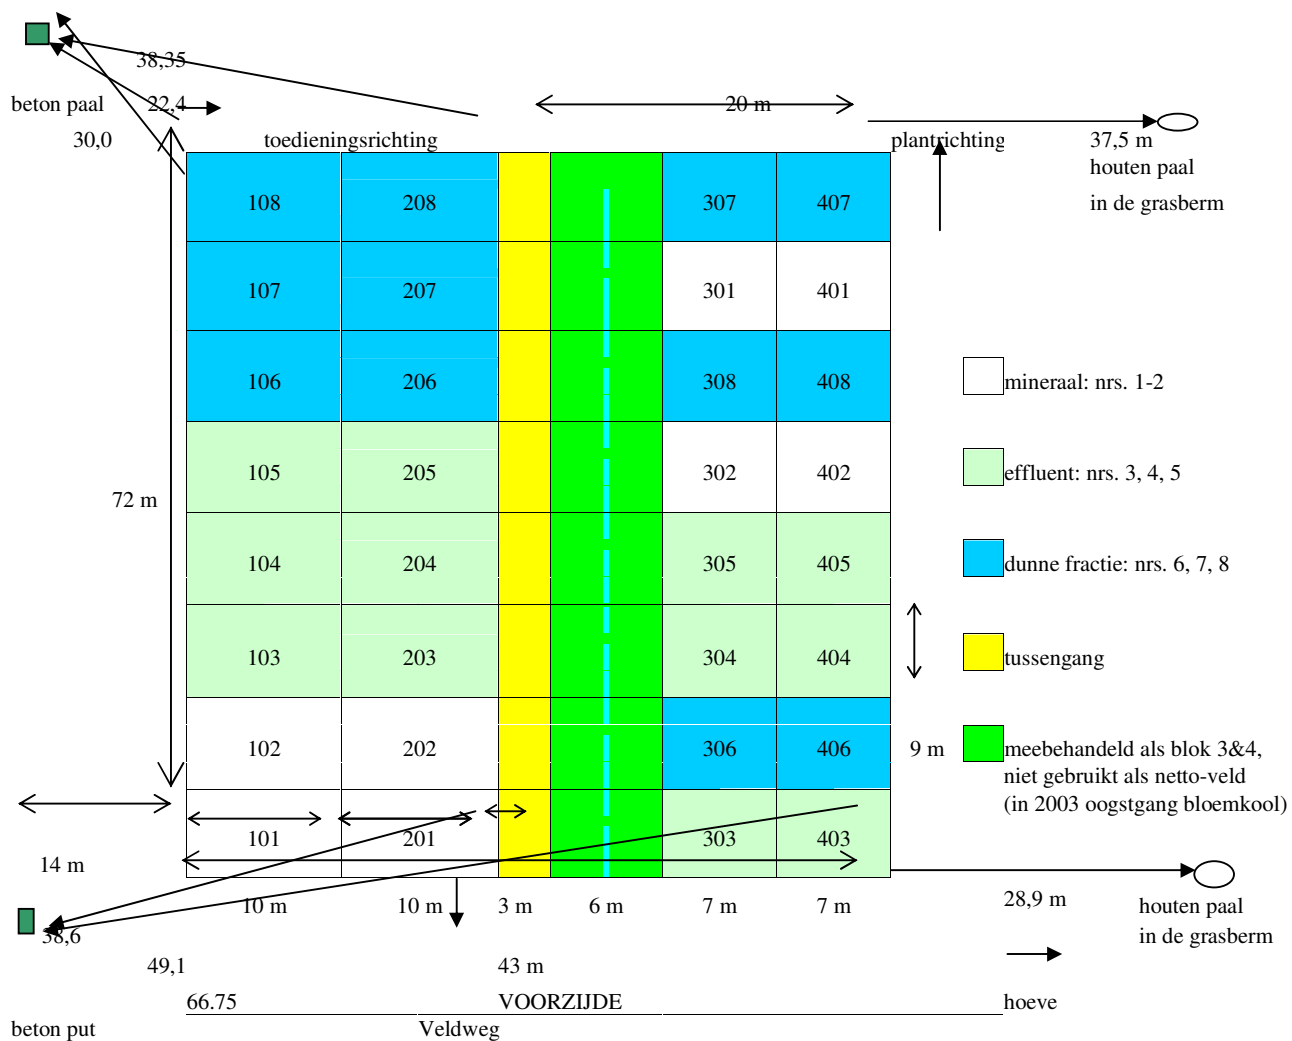 38,35
beton paal
22,4
20 m
30,0
toedieningsrichting
plantrichting
37,5 m
houten paal
in de grasberm
108 208 307 407
107 207 301 401
106 206 308 408
mineraal: nrs. 1-2
105 205 302 402
effluent: nrs. 3, 4, 5
72 m
104 204 305 405
dunne fractie: nrs. 6, 7, 8
103 203 304 404
tussengang
102 202 306 406
9 m
meebehandeld als blok 3&4,
niet gebruikt als netto-veld
(in 2003 oogstgang bloemkool)
101 201 303 403
14 m
10 m 10 m 3 m 6 m 7 m 7 m
28,9 m
houten paal
in de grasberm
38,6
49,1
43 m
66.75
VOORZIJDE
hoeve
beton put
Veldweg